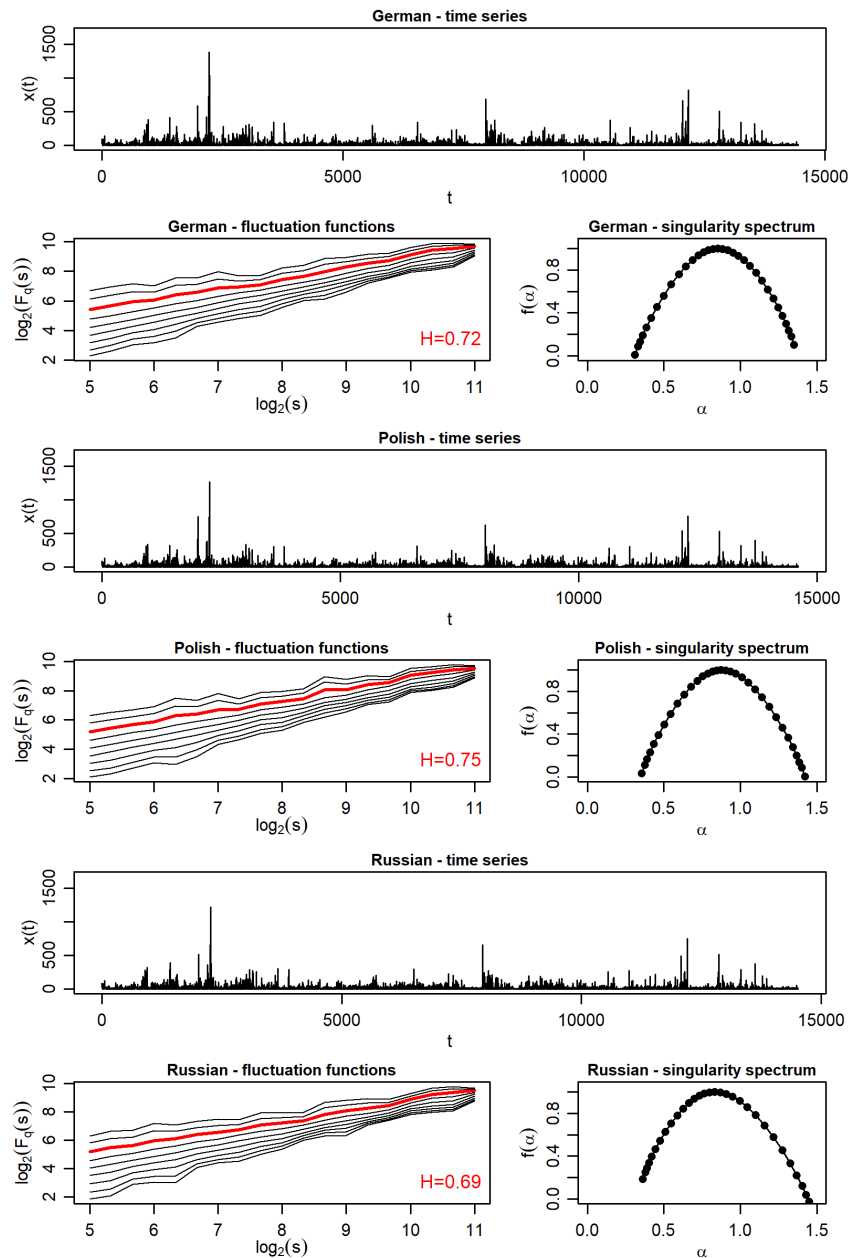 German - time series
x(t)
0 500 1500
0 5000 10000 15000
t
German - fluctuation functions
log₂(F_q(s))
2 4 6 8 10
H=0.72
5 6 7 8 9 10 11
log₂(s)
German - singularity spectrum
f(α)
0.0 0.4 0.8
0.0 0.5 1.0 1.5
α
Polish - time series
x(t)
0 500 1500
0 5000 10000 15000
t
Polish - fluctuation functions
log₂(F_q(s))
2 4 6 8 10
H=0.75
5 6 7 8 9 10 11
log₂(s)
Polish - singularity spectrum
f(α)
0.0 0.4 0.8
0.0 0.5 1.0 1.5
α
Russian - time series
x(t)
0 500 1500
0 5000 10000 15000
t
Russian - fluctuation functions
log₂(F_q(s))
2 4 6 8 10
H=0.69
5 6 7 8 9 10 11
log₂(s)
Russian - singularity spectrum
f(α)
0.0 0.4 0.8
0.0 0.5 1.0 1.5
α